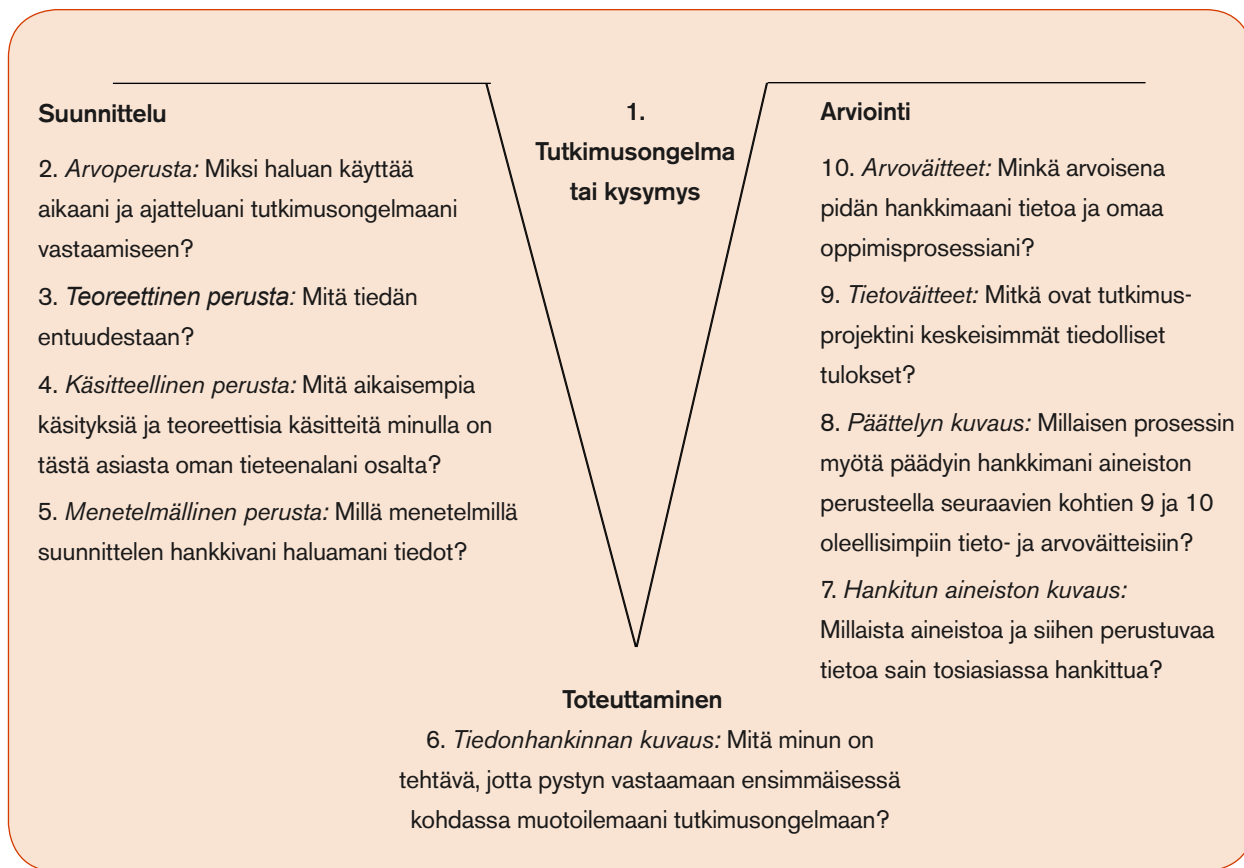 Suunnittelu
2. Arvoperusta: Miksi haluan käyttää
aikaani ja ajatteluani tutkimusongelmaani
vastaamiseen?
3. Teoreettinen perusta: Mitä tiedän
entuudestaan?
4. Käsitteellinen perusta: Mitä aikaisempia
käsityksiä ja teoreettisia käsitteitä minulla on
tästä asiasta oman tieteenalani osalta?
5. Menetelmällinen perusta: Millä menetelmillä
suunnittelen hankkivani haluamani tiedot?
1.
Tutkimusongelma
tai kysymys
Arviointi
10. Arvoväitteet: Minkä arvoisena
pidän hankkimaani tietoa ja omaa
oppimisprosessiani?
9. Tietoväitteet: Mitkä ovat tutkimus-
projektini keskeisimmät tiedolliset
tulokset?
8. Päättelyn kuvaus: Millaisen prosessin
myötä päädyin hankkimani aineiston
perusteella seuraavien kohtien 9 ja 10
oleellisimpiin tieto- ja arvoväitteisiin?
7. Hankitun aineiston kuvaus:
Millaista aineistoa ja siihen perustuvaa
tietoa sain tosiasiassa hankittua?
Toteuttaminen
6. Tiedonhankinnan kuvaus: Mitä minun on
tehtävä, jotta pystyn vastaamaan ensimmäisessä
kohdassa muotoilemaani tutkimusongelmaan?